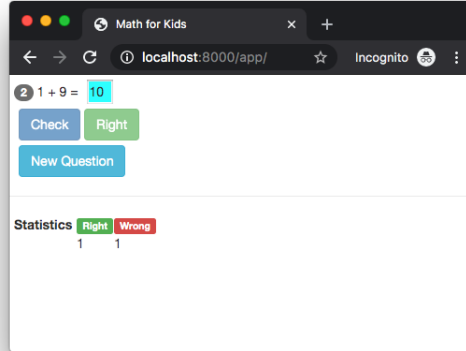 Math for Kids
localhost:8000/app/ Incognito
2 1 + 9 = 10
Check Right
New Question
Statistics Right Wrong
1 1